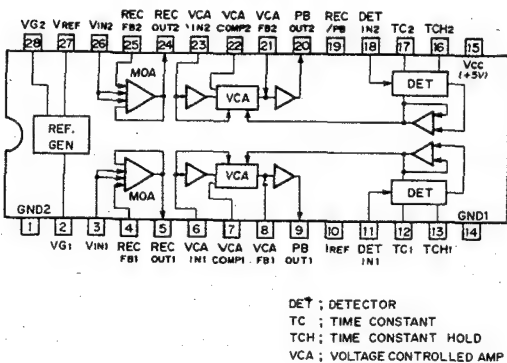 VG2 VREF VIN2 REC FB2 REC OUT2 VCA VIN2 VCA COMP2 VCA FB2 PB OUT2 REC /PB DET IN2 TC2 TCH2
28 27 26 25 24 23 22 21 20 19 18 17 16 15
VCC (+5V)
MOA VCA DET
REF. GEN
MOA VCA DET
GND2 GND1
1 2 3 4 5 6 7 8 9 10 11 12 13 14
VG1 VIN1 REC FB1 REC OUT1 VCA IN1 VCA COMP1 VCA FB1 PB OUT1 IREF DET IN1 TC1 TCH1
DET ; DETECTOR
TC ; TIME CONSTANT
TCH ; TIME CONSTANT HOLD
VCA ; VOLTAGE CONTROLLED AMP